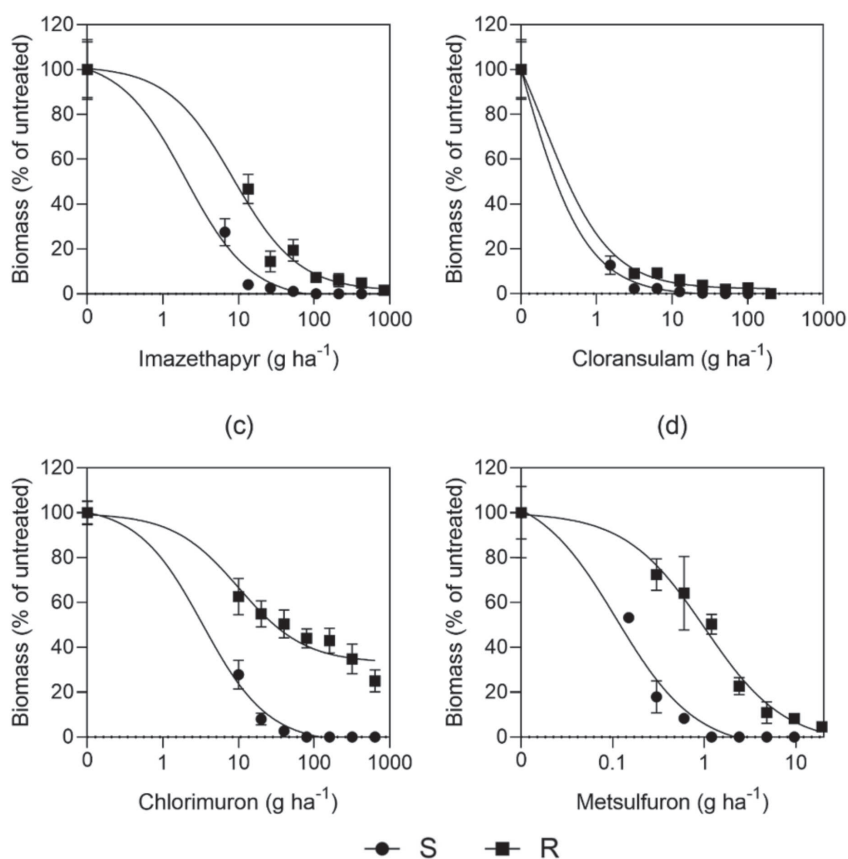 120
100
80
60
40
20
0
Biomass (% of untreated)
0 1 10 100 1000
Imazethapyr (g ha⁻¹)
120
100
80
60
40
20
0
Biomass (% of untreated)
0 1 10 100 1000
Cloransulam (g ha⁻¹)
(c)
(d)
120
100
80
60
40
20
0
Biomass (% of untreated)
0 1 10 100 1000
Chlorimuron (g ha⁻¹)
120
100
80
60
40
20
0
Biomass (% of untreated)
0 0.1 1 10
Metsulfuron (g ha⁻¹)
S R